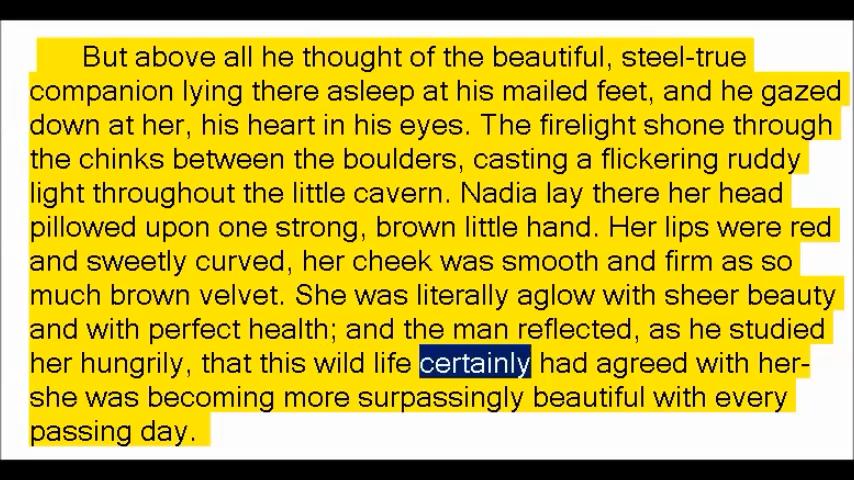 But above all he thought of the beautiful, steel-true
companion lying there asleep at his mailed feet, and he gazed
down at her, his heart in his eyes. The firelight shone through
the chinks between the boulders, casting a flickering ruddy
light throughout the little cavern. Nadia lay there her head
pillowed upon one strong, brown little hand. Her lips were red
and sweetly curved, her cheek was smooth and firm as so
much brown velvet. She was literally aglow with sheer beauty
and with perfect health; and the man reflected, as he studied
her hungrily, that this wild life certainly had agreed with her-
she was becoming more surpassingly beautiful with every
passing day.